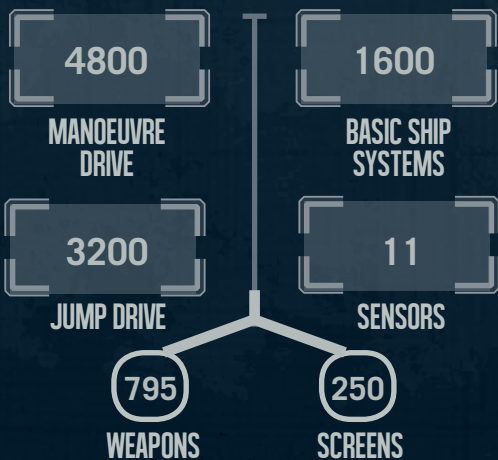 4800
MANOEUVRE
DRIVE
1600
BASIC SHIP
SYSTEMS
3200
JUMP DRIVE
11
SENSORS
795
WEAPONS
250
SCREENS